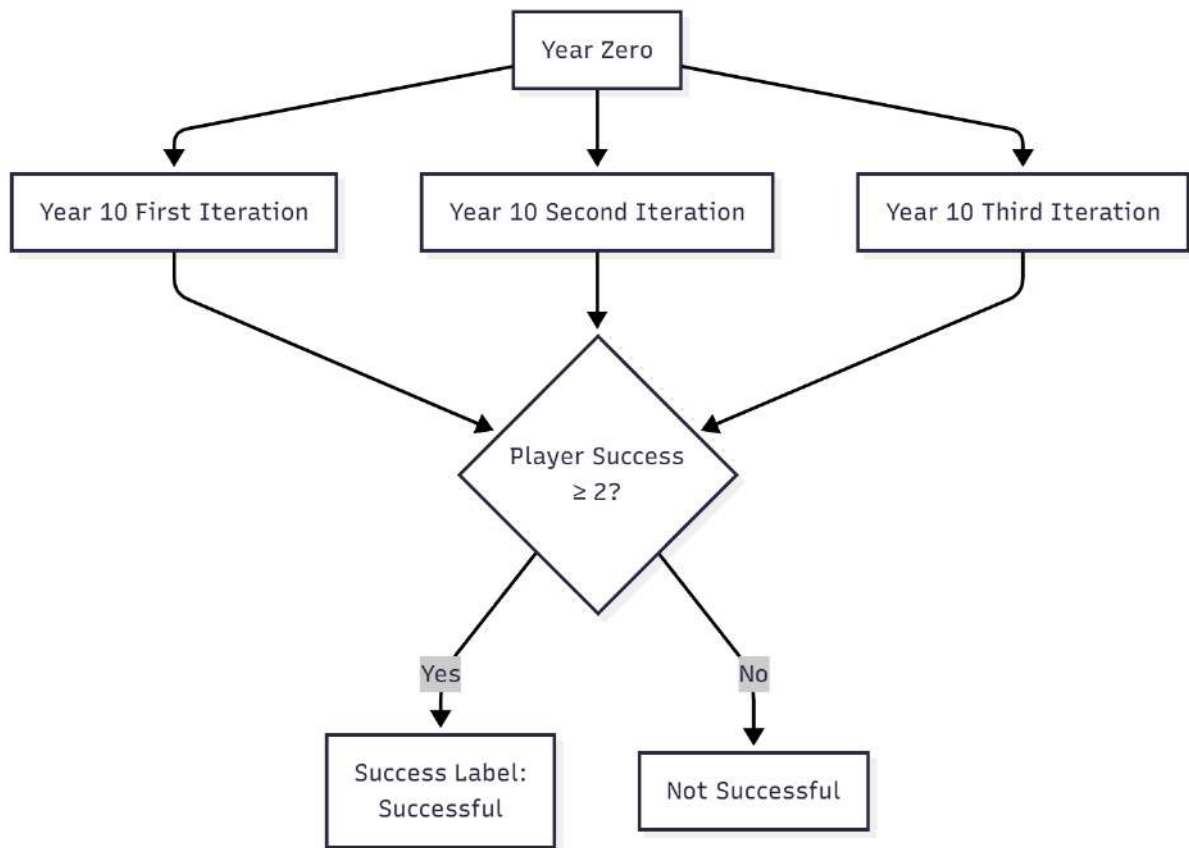 Year Zero
Year 10 First Iteration
Year 10 Second Iteration
Year 10 Third Iteration
Player Success
≥ 2?
Yes
No
Success Label:
Successful
Not Successful